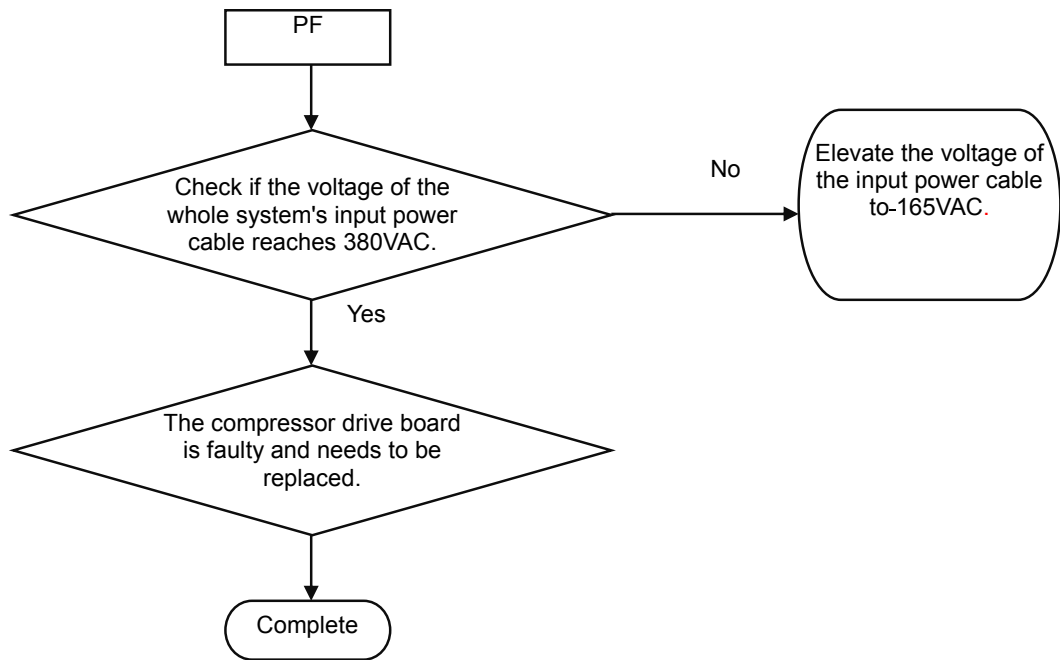 PF
Check if the voltage of the
whole system's input power
cable reaches 380VAC.
No
Elevate the voltage of
the input power cable
to-165VAC.
Yes
The compressor drive board
is faulty and needs to be
replaced.
Complete